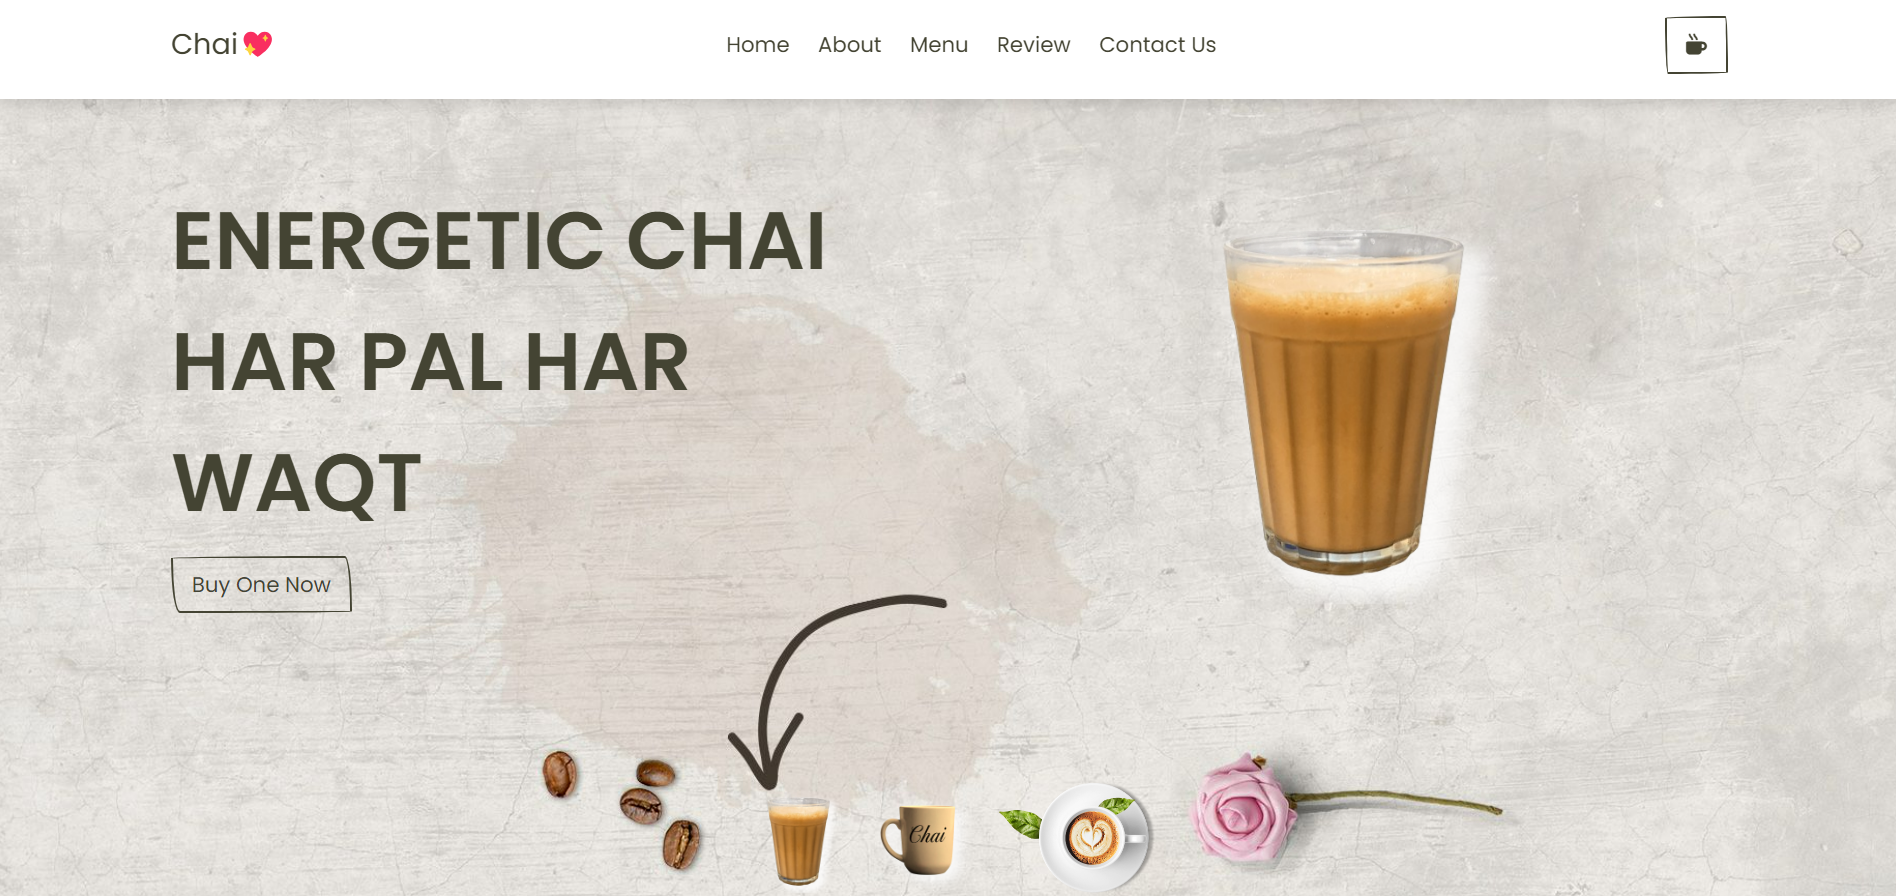 Chai💖
Home About Menu Review Contact Us
ENERGETIC CHAI
HAR PAL HAR
WAQT
Buy One Now
Chai